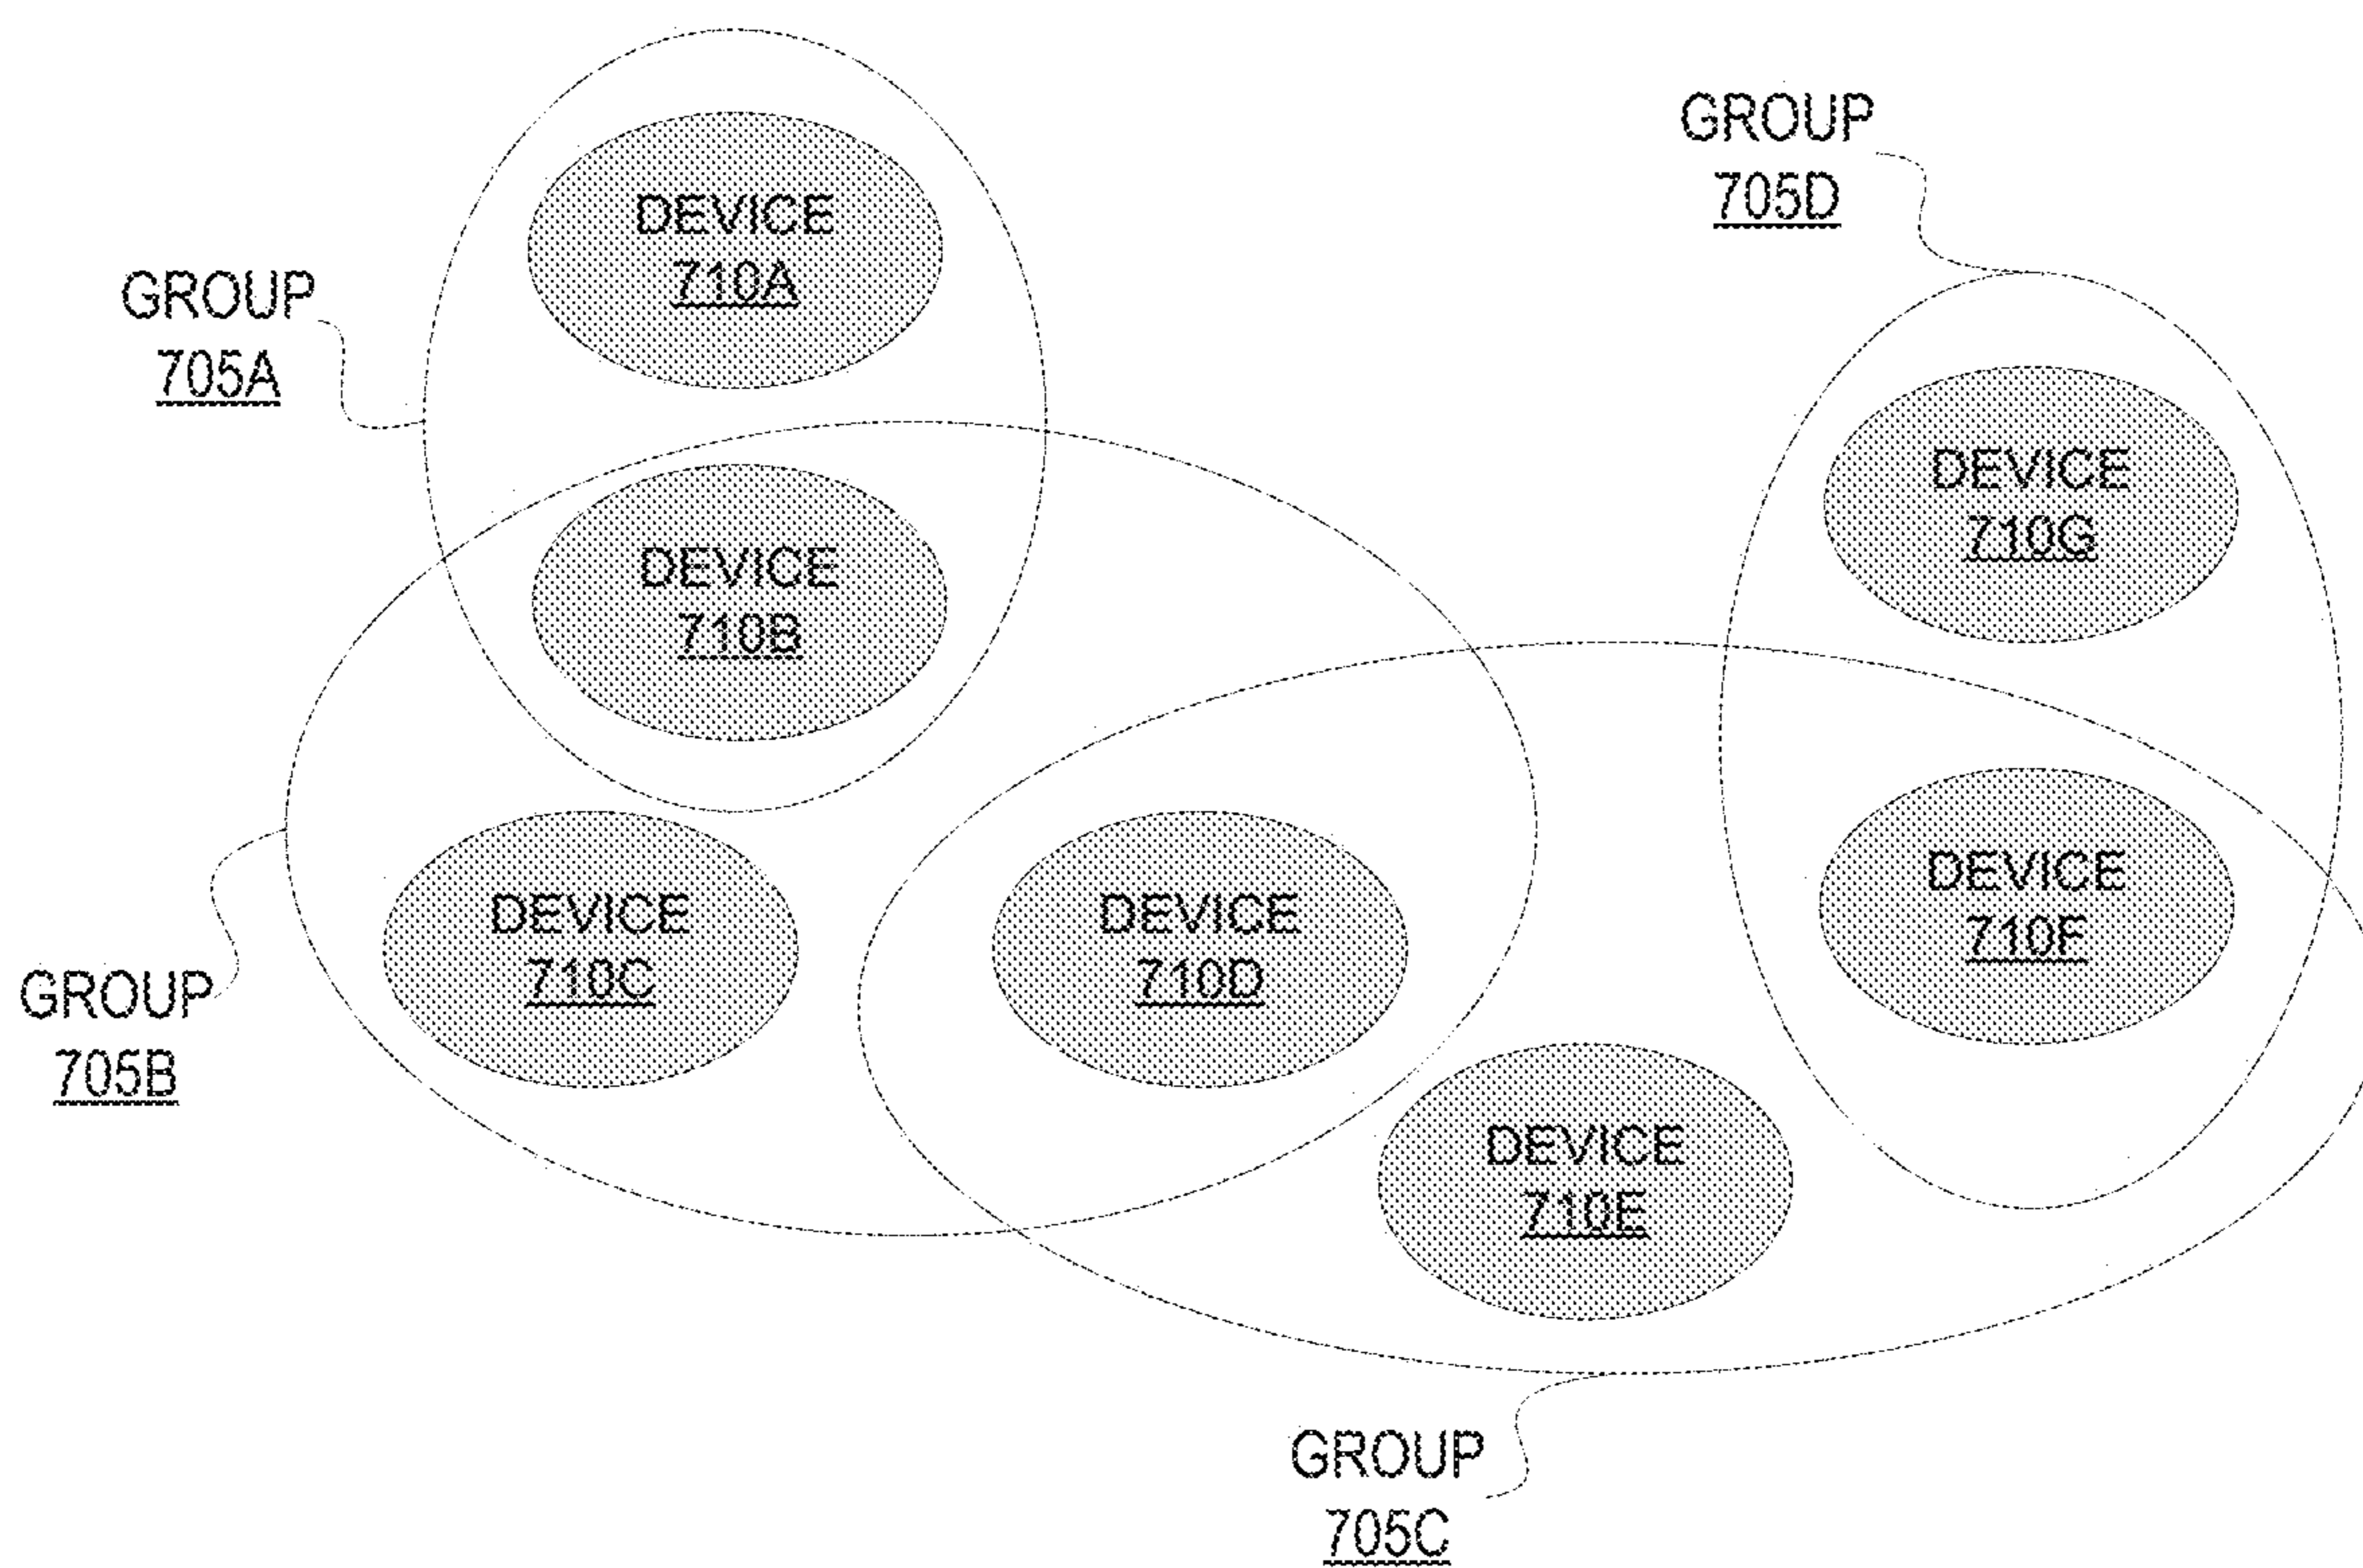 GROUP
705A
DEVICE
710A
GROUP
705D
DEVICE
710B
DEVICE
710G
GROUP
705B
DEVICE
710C
DEVICE
710D
DEVICE
710F
DEVICE
710E
GROUP
705C